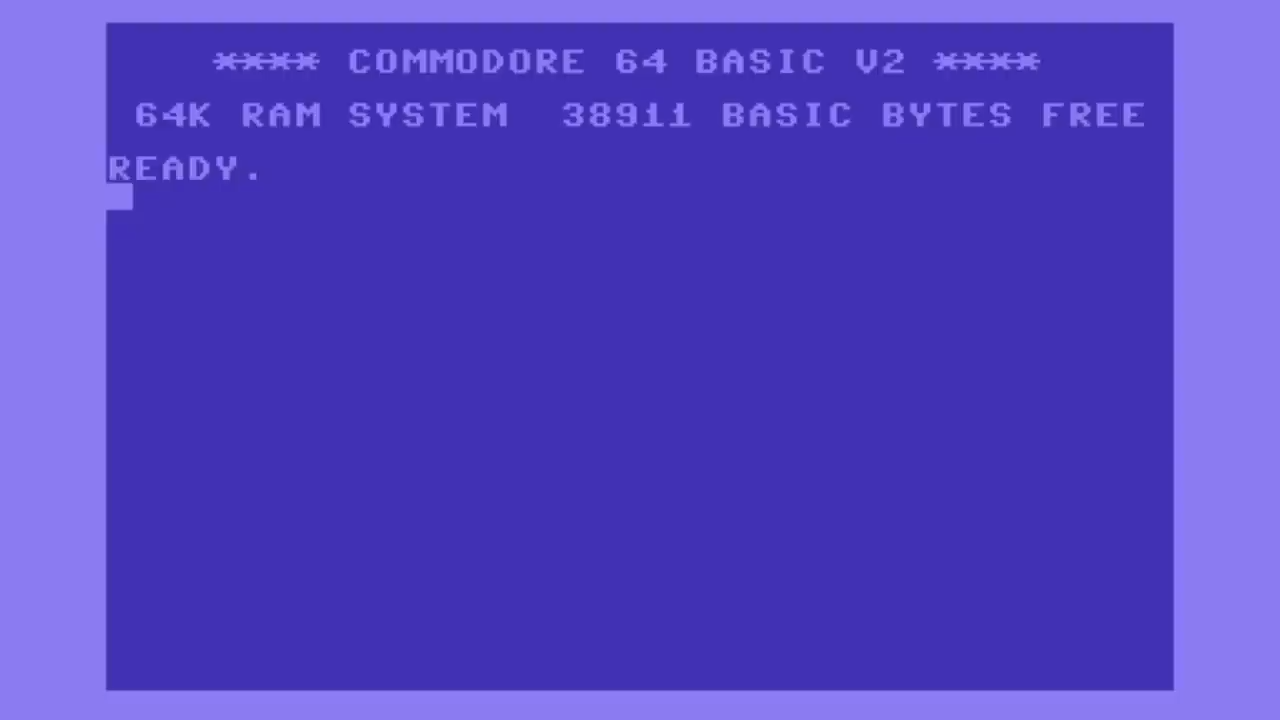 **** COMMODORE 64 BASIC V2 ****
64K RAM SYSTEM  38911 BASIC BYTES FREE
READY.